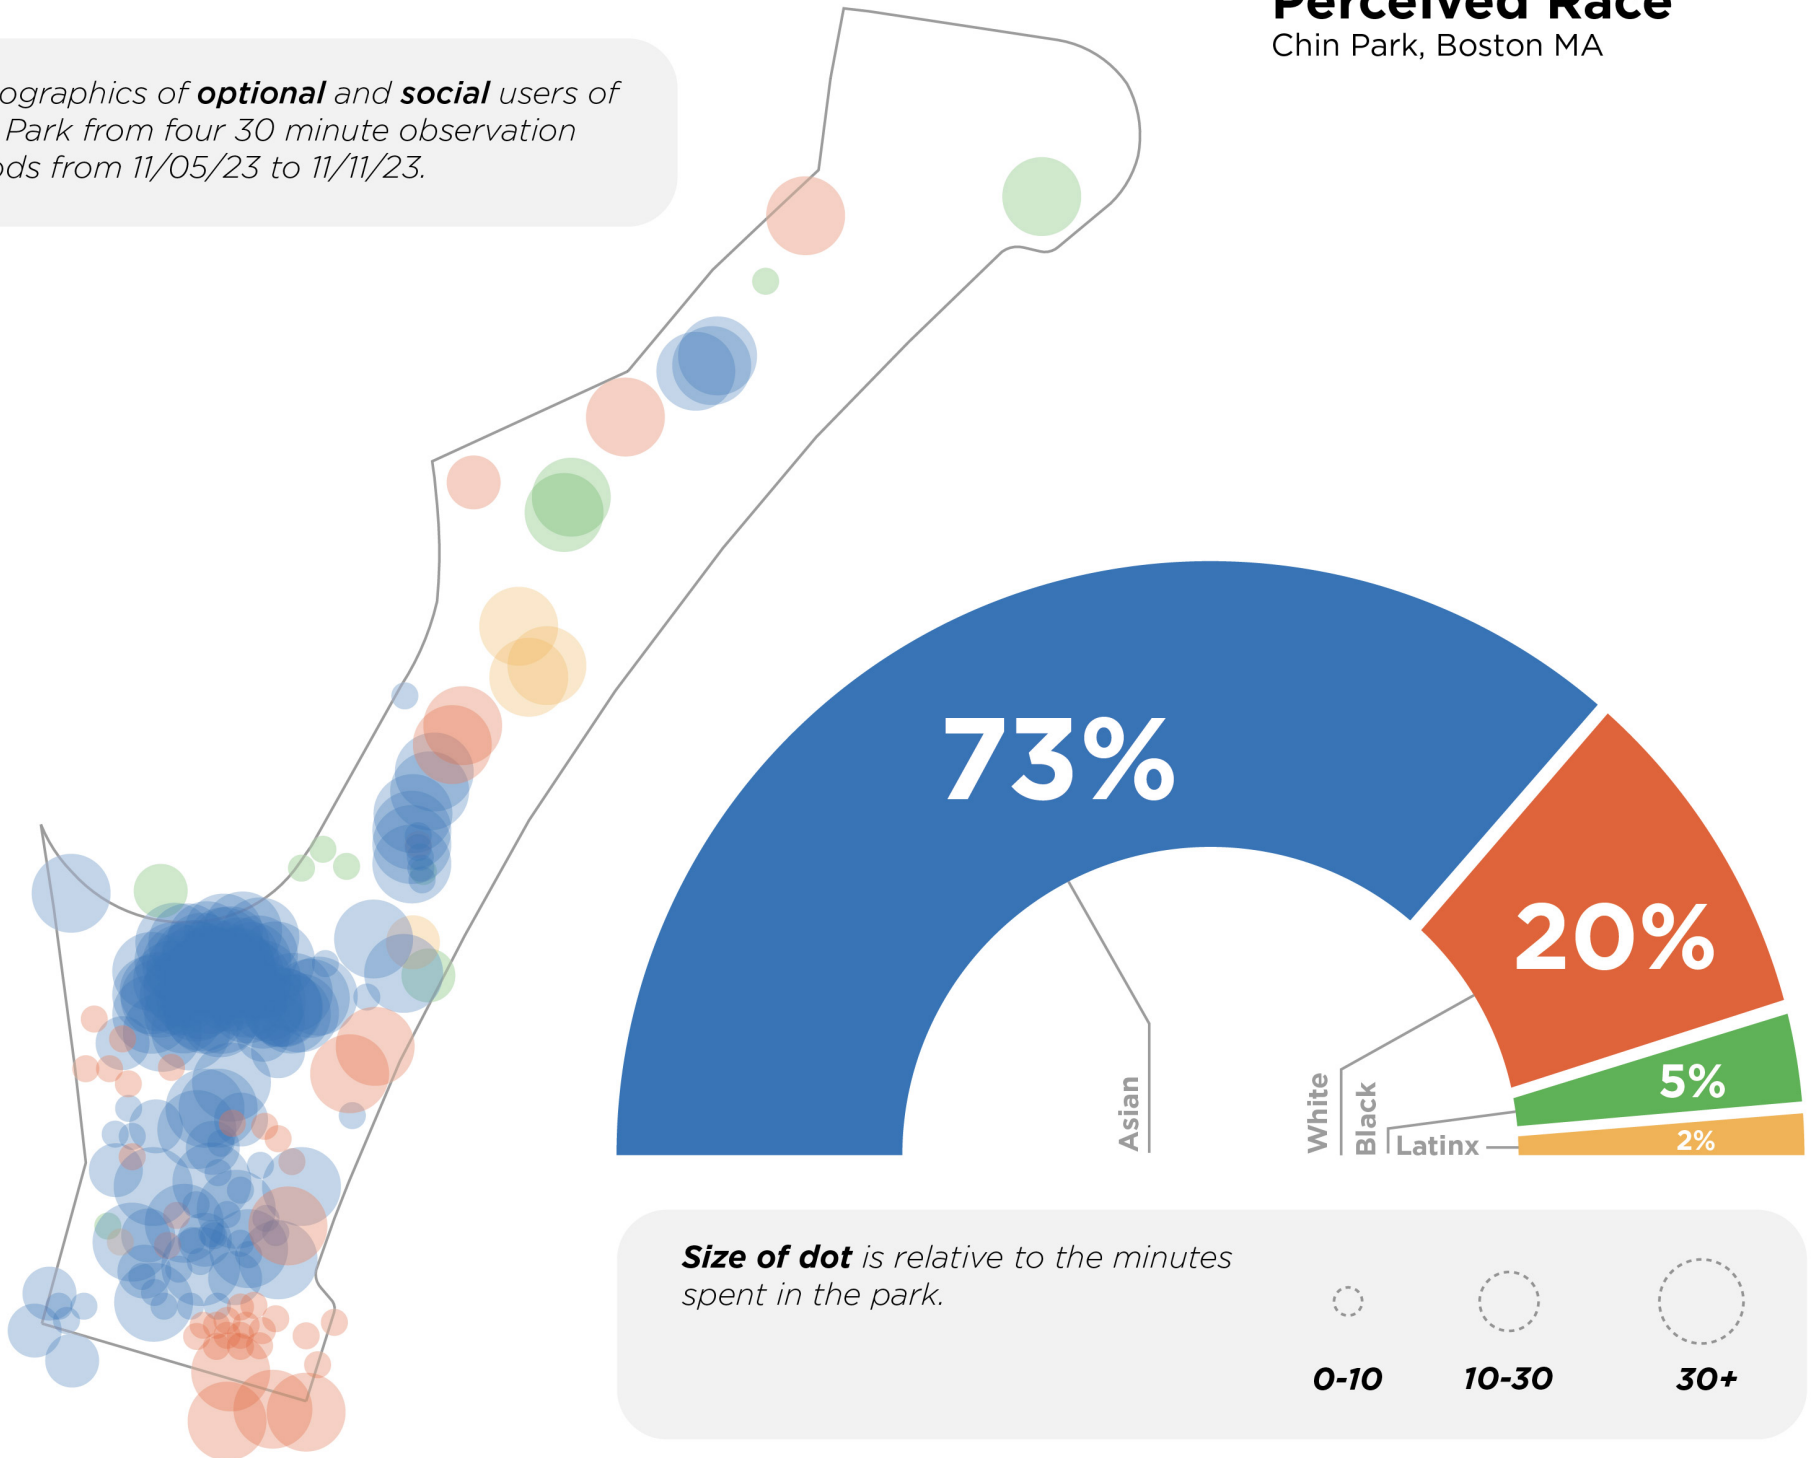 Perceived Race
Chin Park, Boston MA
ographics of optional and social users of
Park from four 30 minute observation
ods from 11/05/23 to 11/11/23.
73%
20%
5%
2%
Asian
White
Black
Latinx
Size of dot is relative to the minutes
spent in the park.
0-10
10-30
30+